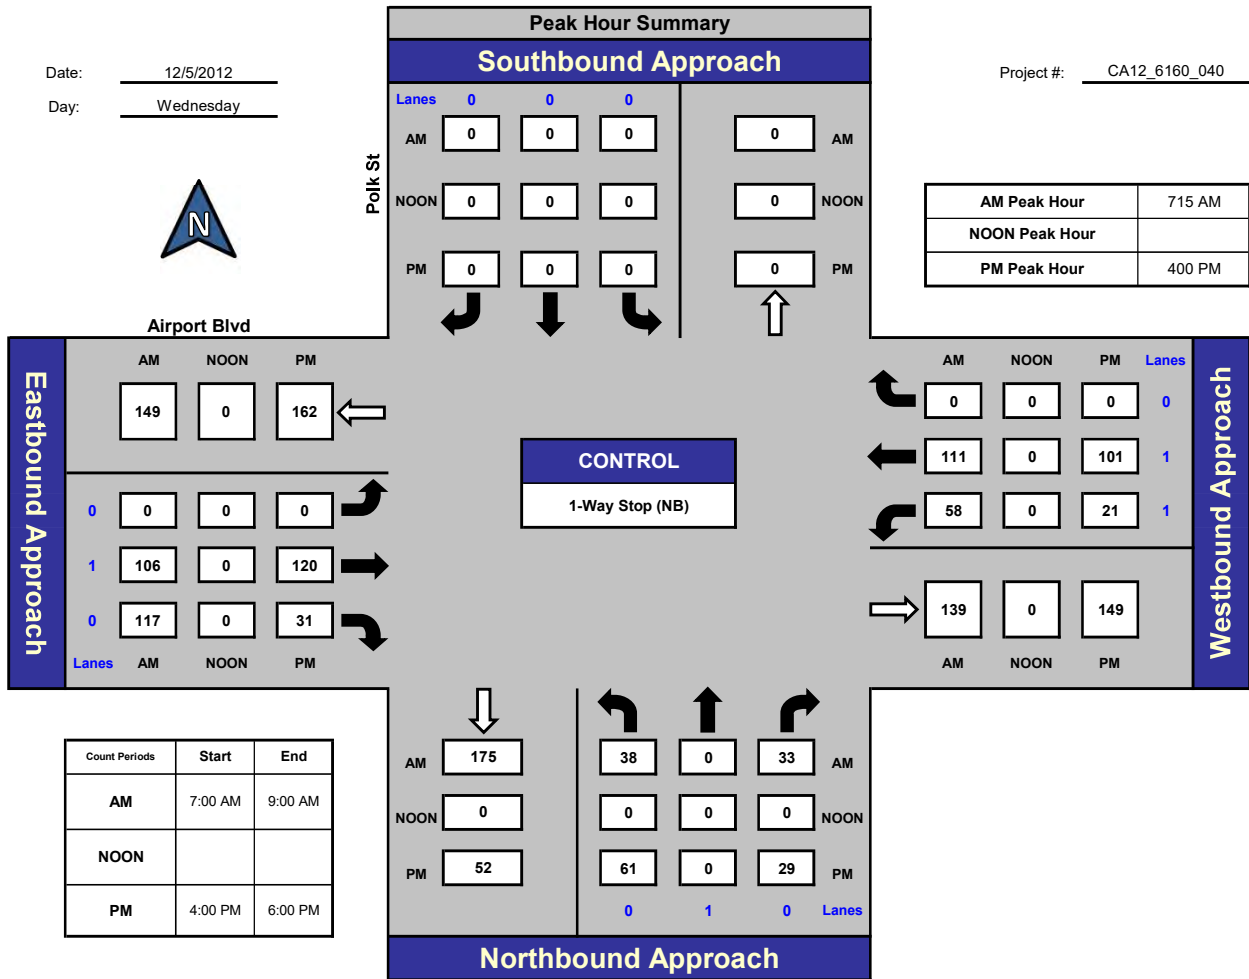 Peak Hour Summary
Southbound Approach
Date: 12/5/2012
Day: Wednesday
Project #: CA12_6160_040
N
Polk St
Lanes 0 0 0
AM 0 0 0 0 AM
NOON 0 0 0 0 NOON
PM 0 0 0 0 PM
AM Peak Hour 715 AM
NOON Peak Hour
PM Peak Hour 400 PM
Airport Blvd
Eastbound Approach
AM NOON PM
149 0 162
0 0 0 0
1 106 0 120
0 117 0 31
Lanes AM NOON PM
CONTROL
1-Way Stop (NB)
AM NOON PM Lanes
0 0 0 0
111 0 101 1
58 0 21 1
139 0 149
AM NOON PM
Westbound Approach
Count Periods Start End
AM 7:00 AM 9:00 AM
NOON
PM 4:00 PM 6:00 PM
AM 175 38 0 33 AM
NOON 0 0 0 0 NOON
PM 52 61 0 29 PM
0 1 0 Lanes
Northbound Approach